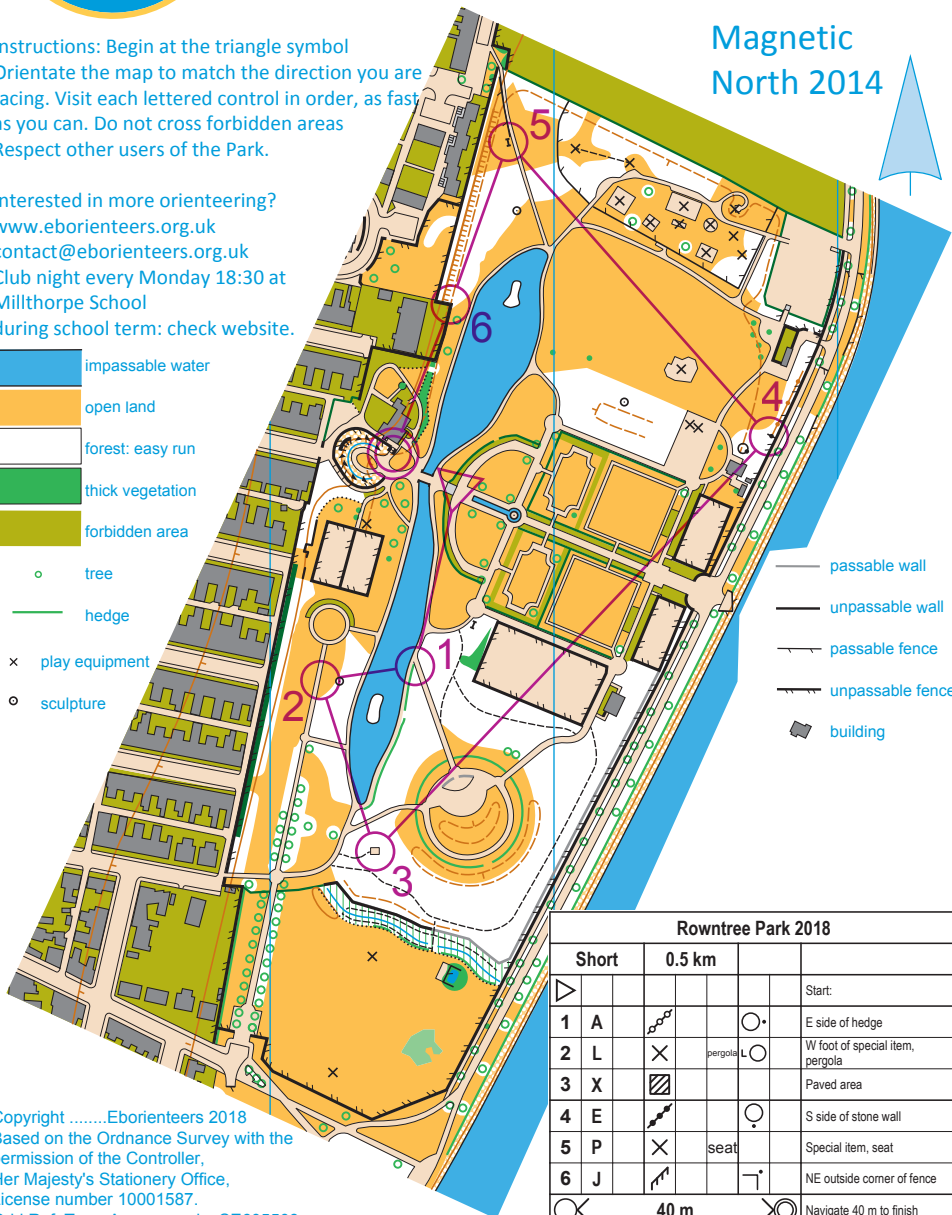 nstructions: Begin at the triangle symbol
Orientate the map to match the direction you are
acing. Visit each lettered control in order, as fast
as you can. Do not cross forbidden areas
Respect other users of the Park.
nterested in more orienteering?
www.eborienteers.org.uk
contact@eborienteers.org.uk
Club night every Monday 18:30 at
Millthorpe School
during school term: check website.
Magnetic
North 2014
impassable water
open land
forest: easy run
thick vegetation
forbidden area
tree
hedge
play equipment
sculpture
5
6
4
1
2
3
passable wall
unpassable wall
passable fence
unpassable fence
building
Rowntree Park 2018
Short 0.5 km
Start:
1 A E side of hedge
2 L pergola L W foot of special item,
pergola
3 X Paved area
4 E S side of stone wall
5 P seat Special item, seat
6 J NE outside corner of fence
40 m Navigate 40 m to finish
Copyright ........Eborienteers 2018
Based on the Ordnance Survey with the
permission of the Controller,
Her Majesty's Stationery Office,
License number 10001587.